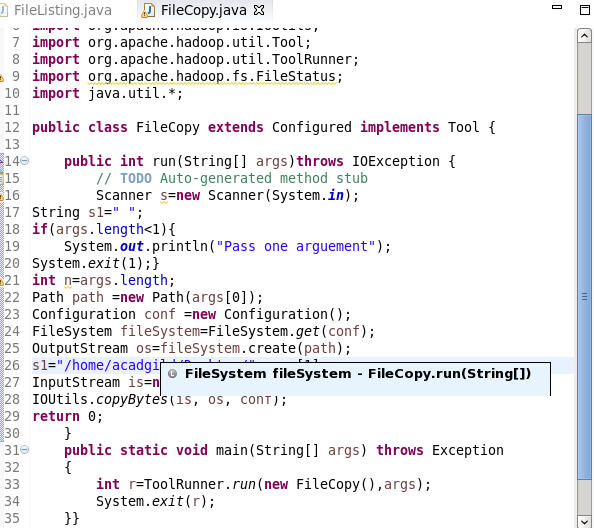 FileListing.java FileCopy.java
7 import org.apache.hadoop.util.Tool;
8 import org.apache.hadoop.util.ToolRunner;
9 import org.apache.hadoop.fs.FileStatus;
10 import java.util.*;
11
12 public class FileCopy extends Configured implements Tool {
13
14 public int run(String[] args)throws IOException {
15 // TODO Auto-generated method stub
16 Scanner s=new Scanner(System.in);
17 String s1=" ";
18 if(args.length<1){
19 System.out.println("Pass one arguement");
20 System.exit(1);}
21 int n=args.length;
22 Path path =new Path(args[0]);
23 Configuration conf =new Configuration();
24 FileSystem fileSystem=FileSystem.get(conf);
25 OutputStream os=fileSystem.create(path);
26 s1="/home/acadgil
FileSystem fileSystem - FileCopy.run(String[])
27 InputStream is=n
28 IOUtils.copyBytes(is, os, conf);
29 return 0;
30 }
31 public static void main(String[] args) throws Exception
32 {
33 int r=ToolRunner.run(new FileCopy(),args);
34 System.exit(r);
35 }}